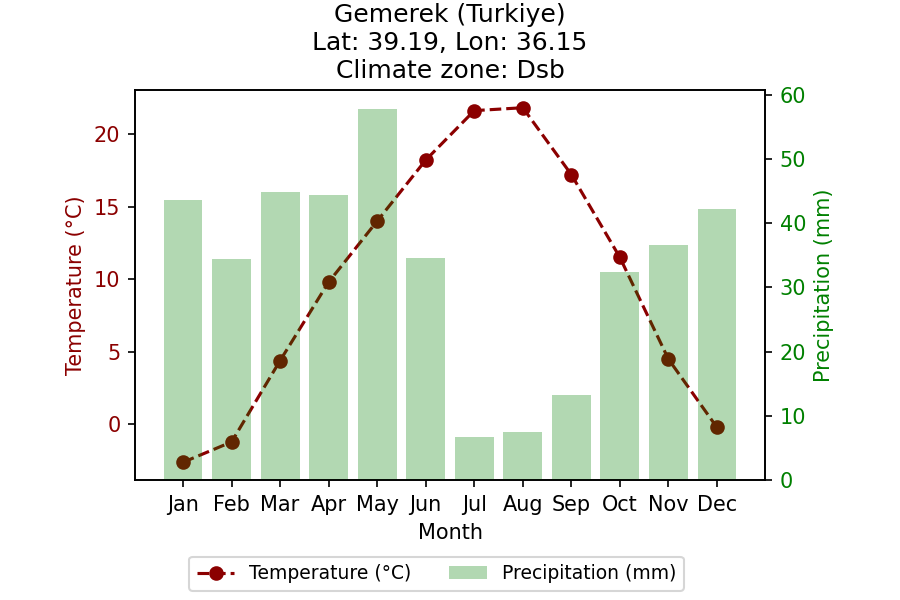 Gemerek (Turkiye)
Lat: 39.19, Lon: 36.15
Climate zone: Dsb
Temperature (°C)
20
15
10
5
0
60
50
40
30
20
10
0
Precipitation (mm)
Jan Feb Mar Apr May Jun Jul Aug Sep Oct Nov Dec
Month
Temperature (°C) Precipitation (mm)